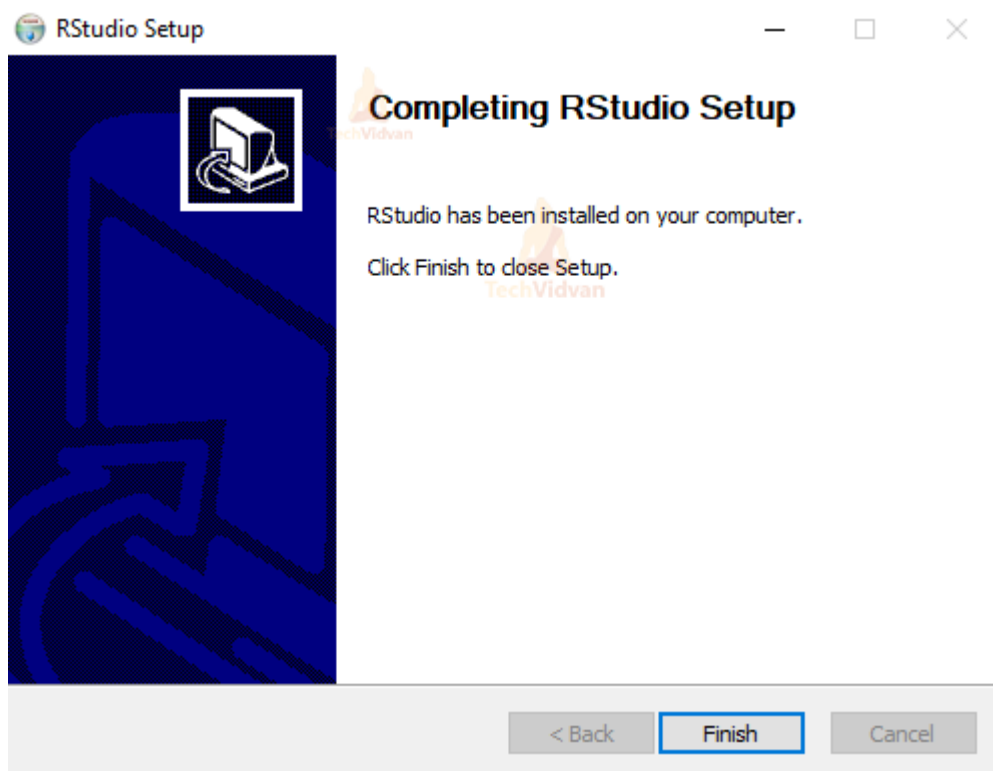 RStudio Setup
Completing RStudio Setup
TechVidvan
RStudio has been installed on your computer.
Click Finish to close Setup.
TechVidvan
< Back
Finish
Cancel